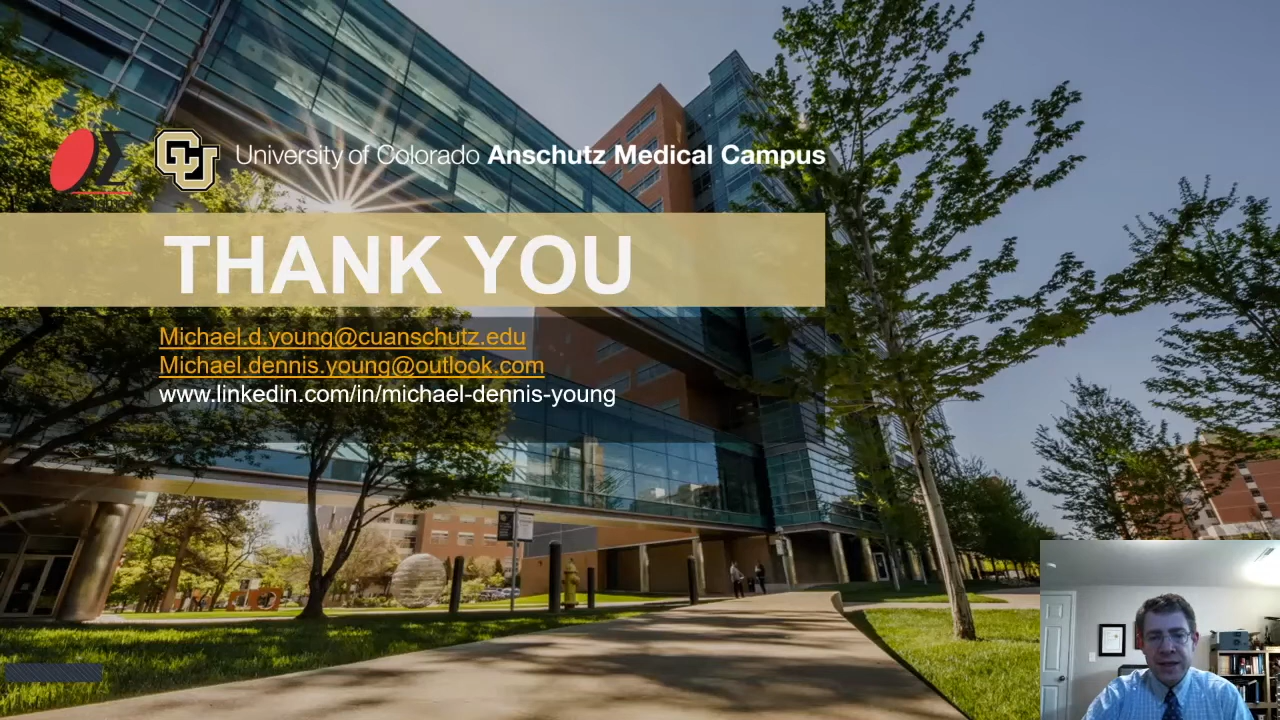 University of Colorado Anschutz Medical Campus
THANK YOU
Michael.d.young@cuanschutz.edu
Michael.dennis.young@outlook.com
www.linkedin.com/in/michael-dennis-young